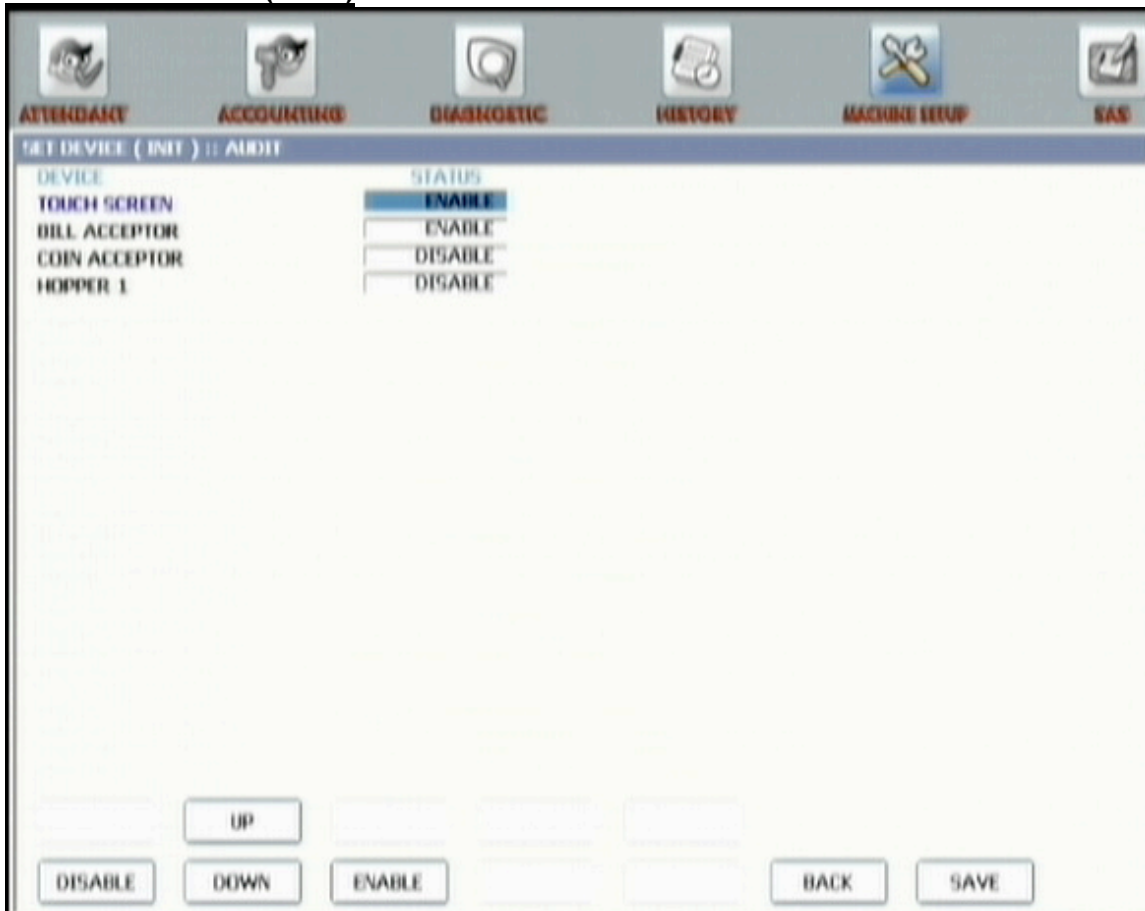 ATTENDANT ACCOUNTING DIAGNOSTIC HISTORY MACHINE SETUP SAS
SET DEVICE ( INIT ) :: AUDIT
DEVICE STATUS
TOUCH SCREEN ENABLE
BILL ACCEPTOR ENABLE
COIN ACCEPTOR DISABLE
HOPPER 1 DISABLE
UP
DISABLE DOWN ENABLE BACK SAVE